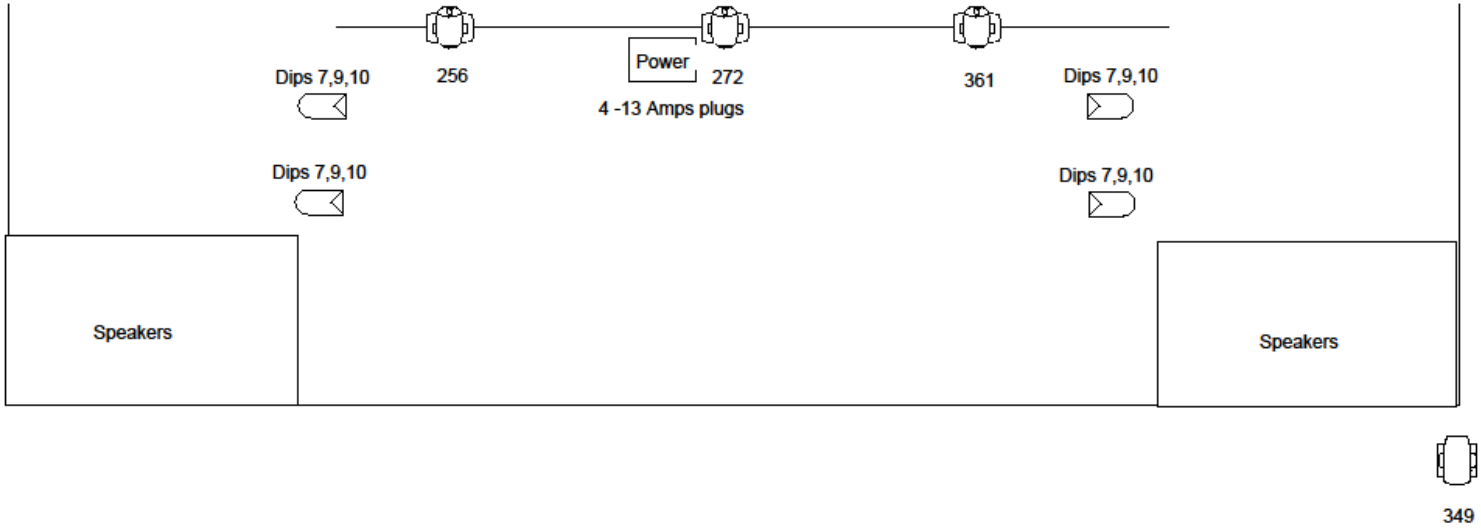 Dips 7,9,10
256
Power
272
361
Dips 7,9,10
4 -13 Amps plugs
Dips 7,9,10
Dips 7,9,10
Speakers
Speakers
349